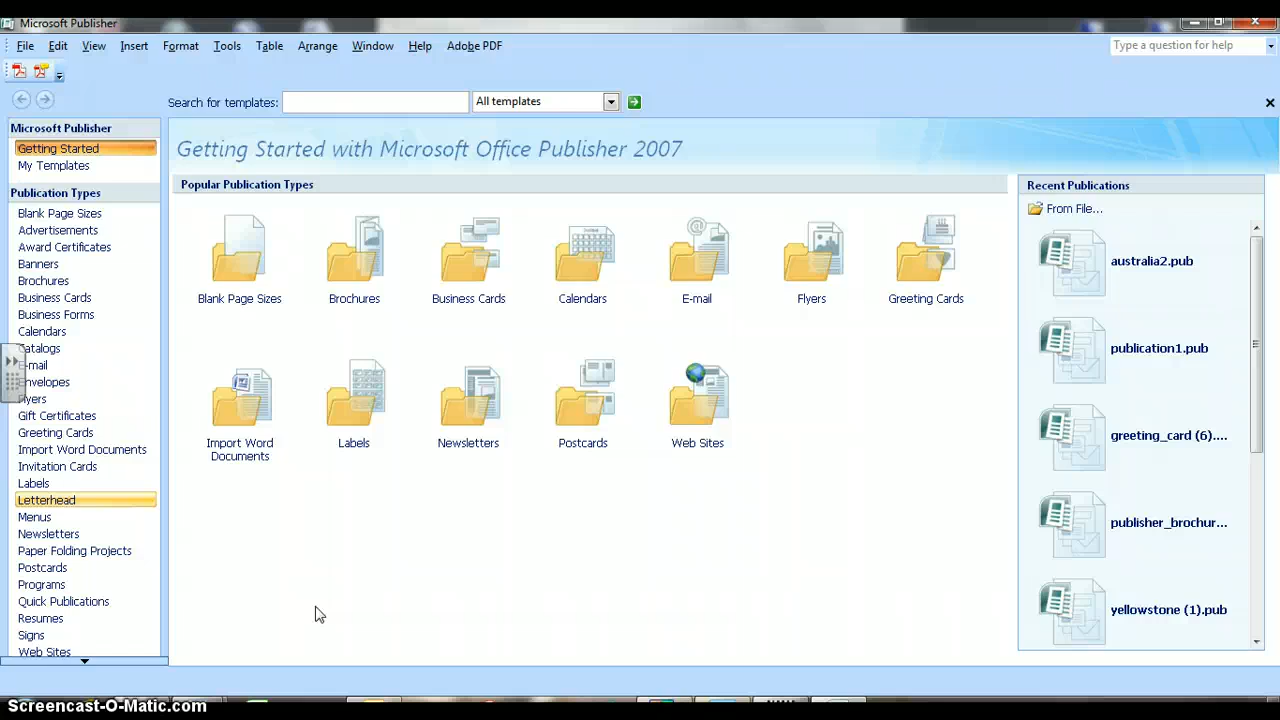 Microsoft Publisher
File Edit View Insert Format Tools Table Arrange Window Help Adobe PDF
Type a question for help
Search for templates:
All templates
Microsoft Publisher
Getting Started
My Templates
Publication Types
Blank Page Sizes
Advertisements
Award Certificates
Banners
Brochures
Business Cards
Business Forms
Calendars
Catalogs
-mail
nvelopes
lyers
Gift Certificates
Greeting Cards
Import Word Documents
Invitation Cards
Labels
Letterhead
Menus
Newsletters
Paper Folding Projects
Postcards
Programs
Quick Publications
Resumes
Signs
Web Sites
Getting Started with Microsoft Office Publisher 2007
Popular Publication Types
Blank Page Sizes
Brochures
Business Cards
Calendars
E-mail
Flyers
Greeting Cards
Import Word
Documents
Labels
Newsletters
Postcards
Web Sites
Recent Publications
From File...
australia2.pub
publication1.pub
greeting_card (6)....
publisher_brochur...
yellowstone (1).pub
Screencast-O-Matic.com